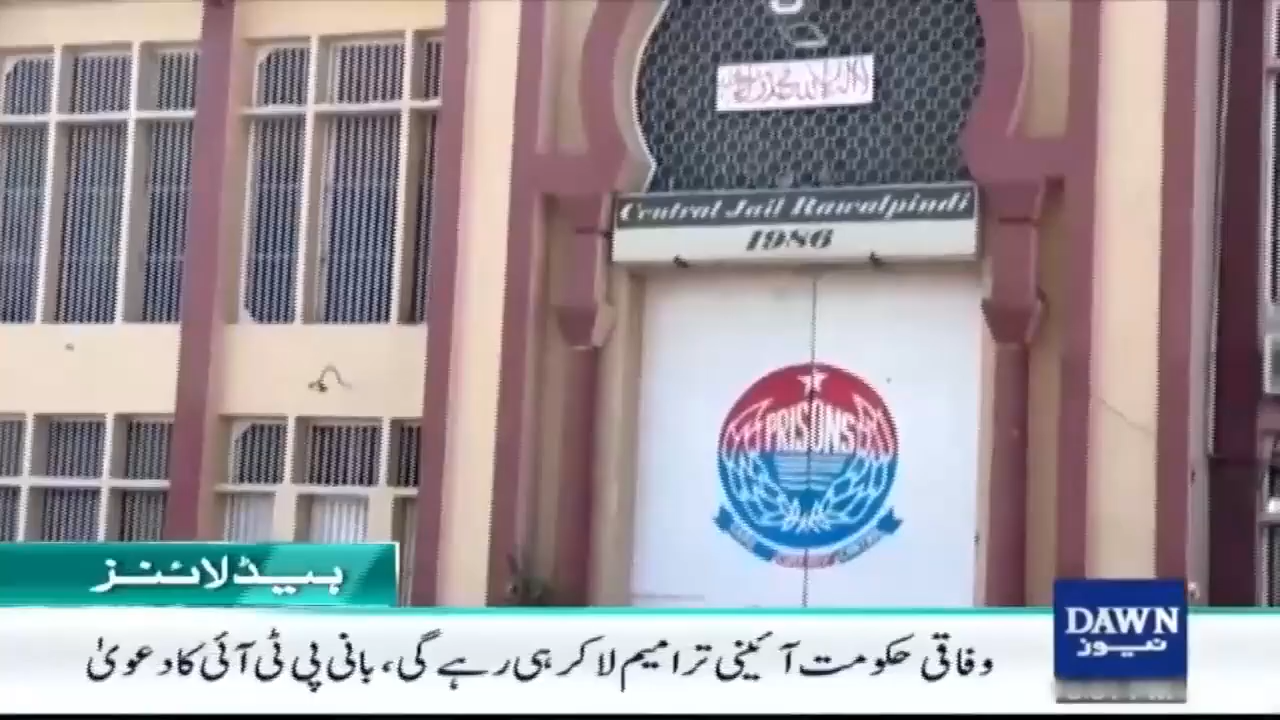 Central Jail Rawalpindi
1986
PRISONS
ہیڈلائنز
وفاقی حکومت آئینی ترامیم لا کر ہی رہے گی، بانی پی ٹی آئی کا دعویٰ
DAWN
نیوز